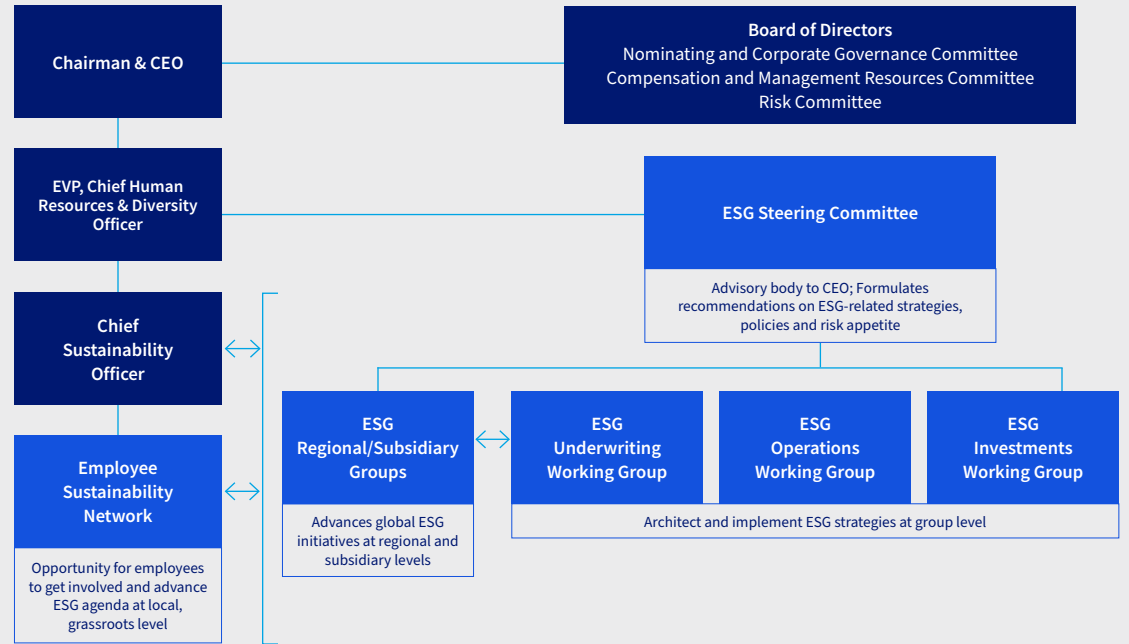 Chairman & CEO
Board of Directors
Nominating and Corporate Governance Committee
Compensation and Management Resources Committee
Risk Committee
EVP, Chief Human
Resources & Diversity
Officer
ESG Steering Committee
Advisory body to CEO; Formulates
recommendations on ESG-related strategies,
policies and risk appetite
Chief
Sustainability
Officer
Employee
Sustainability
Network
Opportunity for employees
to get involved and advance
ESG agenda at local,
grassroots level
ESG
Regional/Subsidiary
Groups
Advances global ESG
initiatives at regional and
subsidiary levels
ESG
Underwriting
Working Group
ESG
Operations
Working Group
ESG
Investments
Working Group
Architect and implement ESG strategies at group level